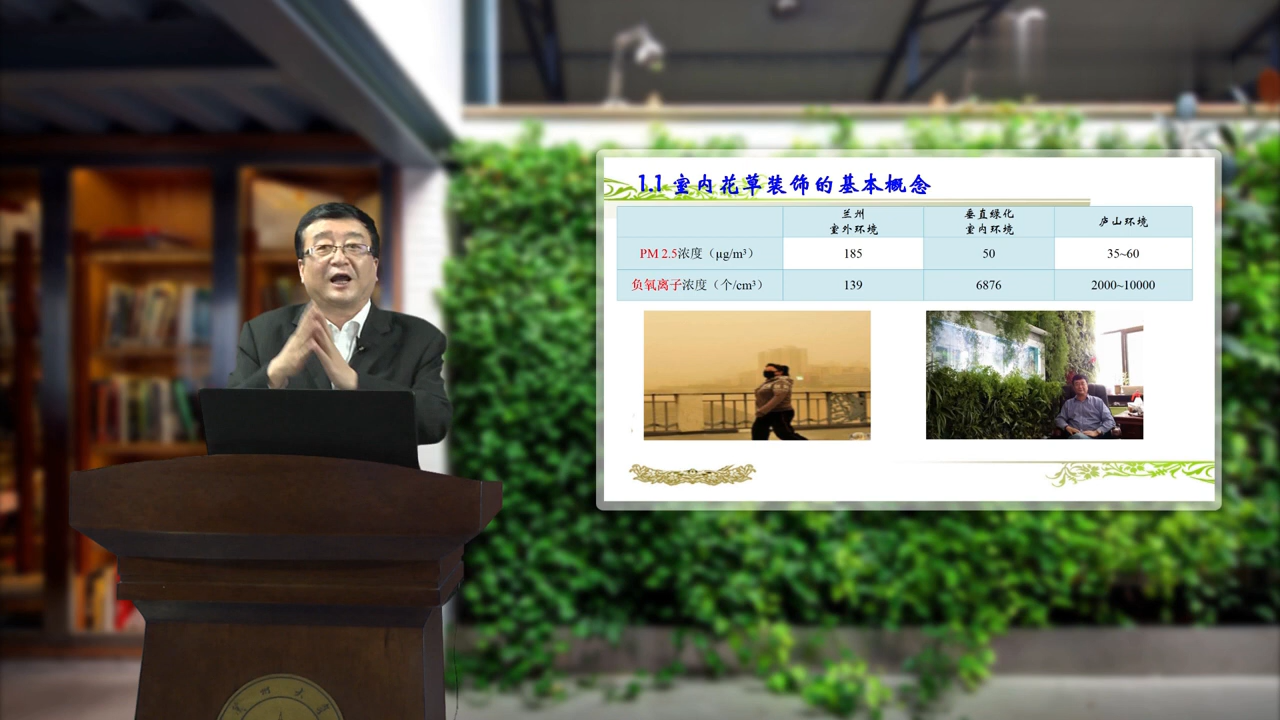 1.1 室内花草装饰的基本概念
兰州
室外环境
垂直绿化
室内环境
庐山环境
PM 2.5浓度（μg/m³） 185 50 35~60
负氧离子浓度（个/cm³） 139 6876 2000~10000